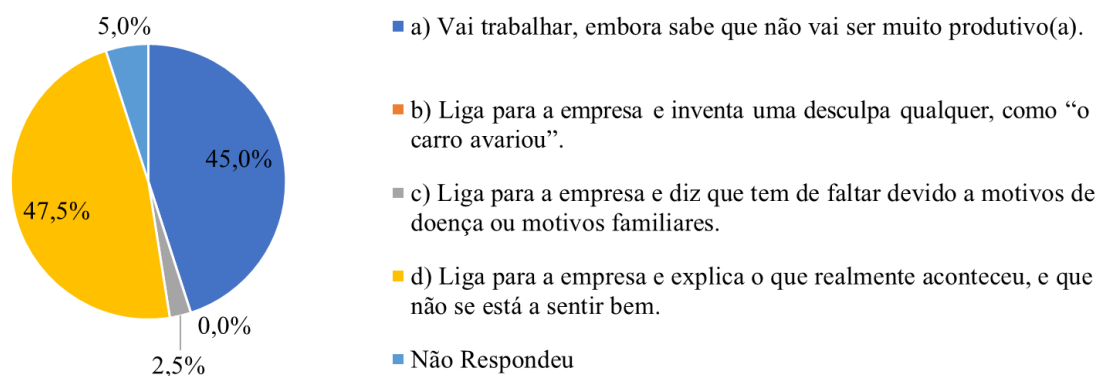 5,0%
45,0%
47,5%
0,0%
2,5%
a) Vai trabalhar, embora sabe que não vai ser muito produtivo(a).
b) Liga para a empresa e inventa uma desculpa qualquer, como “o
carro avariou”.
c) Liga para a empresa e diz que tem de faltar devido a motivos de
doença ou motivos familiares.
d) Liga para a empresa e explica o que realmente aconteceu, e que
não se está a sentir bem.
Não Respondeu